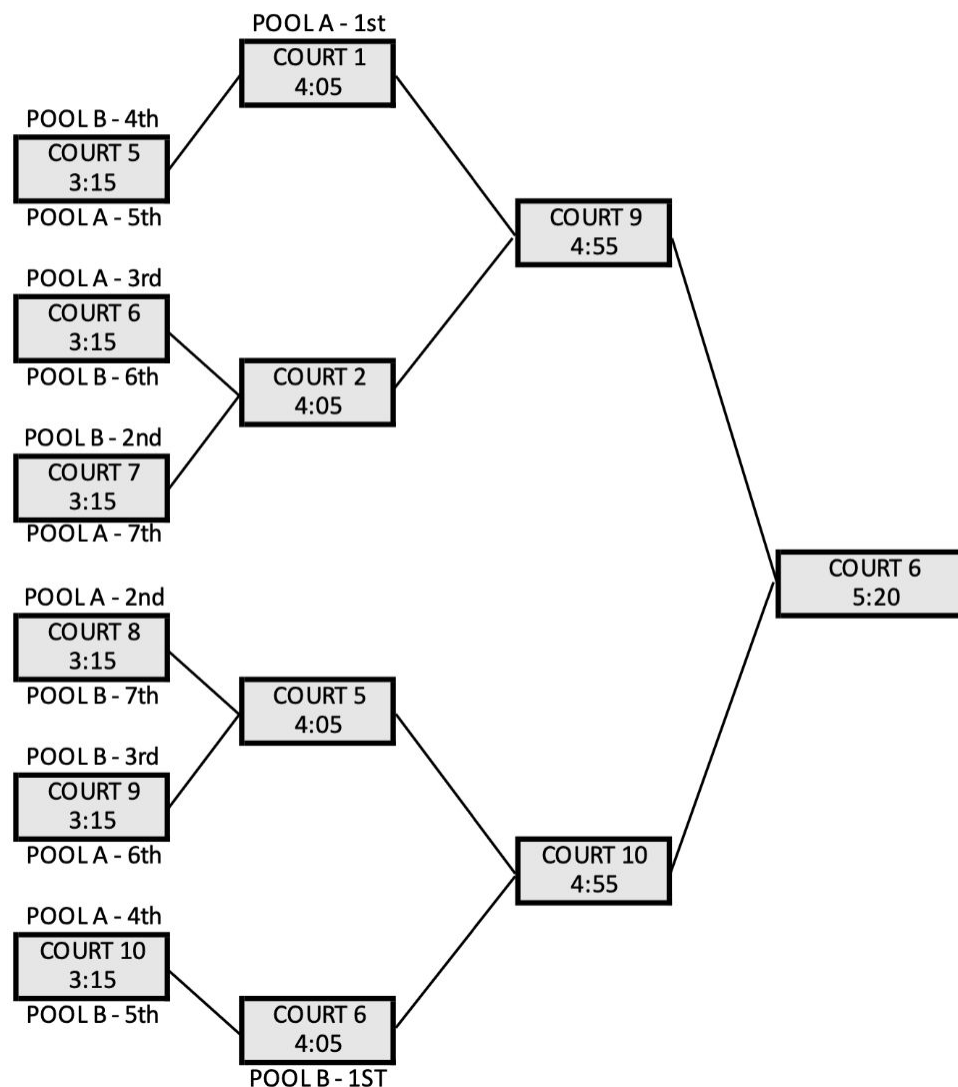 POOL A - 1st
COURT 1
4:05
POOL B - 4th
COURT 5
3:15
POOL A - 5th
COURT 9
4:55
POOL A - 3rd
COURT 6
3:15
POOL B - 6th
COURT 2
4:05
POOL B - 2nd
COURT 7
3:15
POOL A - 7th
COURT 6
5:20
POOL A - 2nd
COURT 8
3:15
POOL B - 7th
COURT 5
4:05
POOL B - 3rd
COURT 9
3:15
POOL A - 6th
COURT 10
4:55
POOL A - 4th
COURT 10
3:15
POOL B - 5th
COURT 6
4:05
POOL B - 1ST